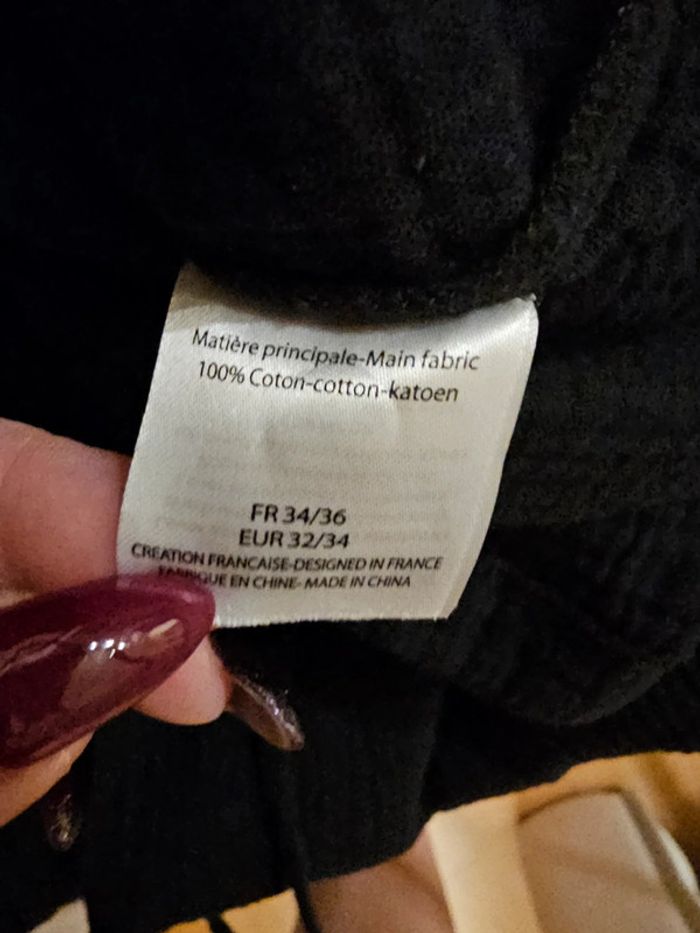 Matière principale-Main fabric
100% Coton-cotton-katoen
FR 34/36
EUR 32/34
CREATION FRANCAISE-DESIGNED IN FRANCE
FABRIQUE EN CHINE- MADE IN CHINA